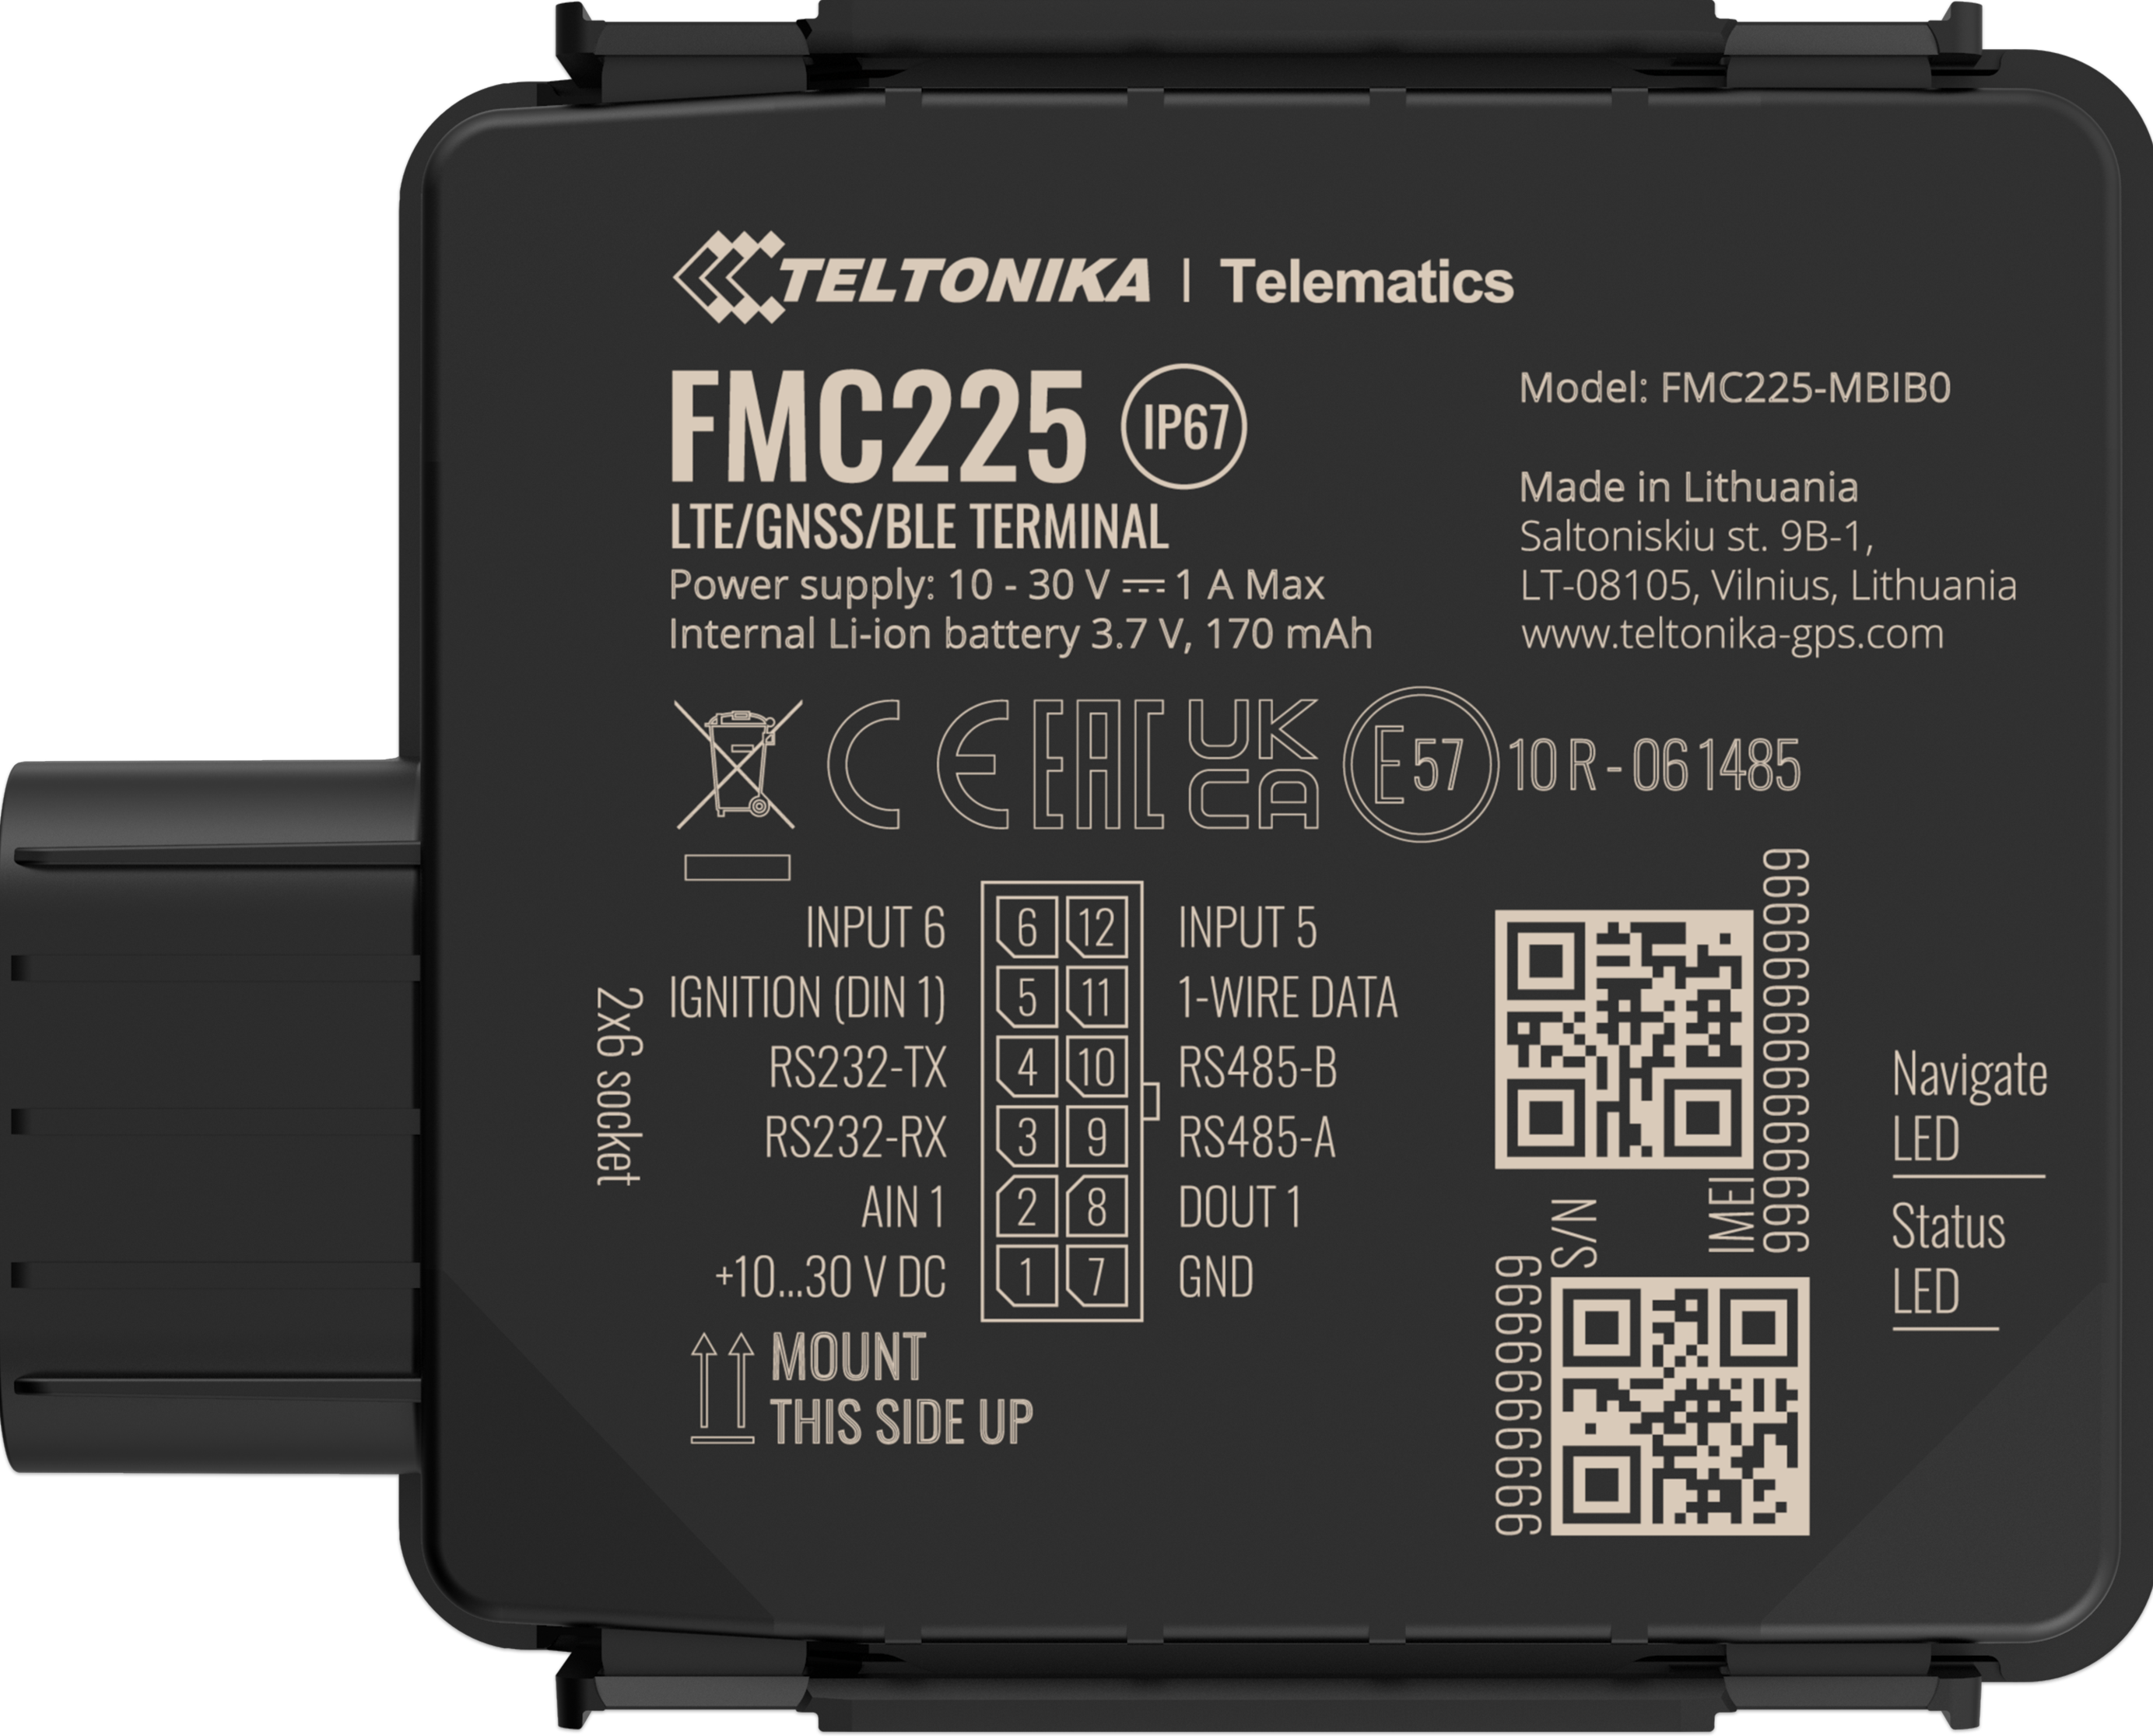 TELTONIKA | Telematics
FMC225 IP67
LTE/GNSS/BLE TERMINAL
Power supply: 10 - 30 V ⎓ 1 A Max
Internal Li-ion battery 3.7 V, 170 mAh
Model: FMC225-MBIB0
Made in Lithuania
Saltoniskiu st. 9B-1,
LT-08105, Vilnius, Lithuania
www.teltonika-gps.com
CE EAC UK CA E57 10 R - 06 1485
2x6 socket
INPUT 6 6 12 INPUT 5
IGNITION (DIN 1) 5 11 1-WIRE DATA
RS232-TX 4 10 RS485-B
RS232-RX 3 9 RS485-A
AIN 1 2 8 DOUT 1
+10...30 V DC 1 7 GND
MOUNT
THIS SIDE UP
IMEI
S/N
Navigate
LED
Status
LED